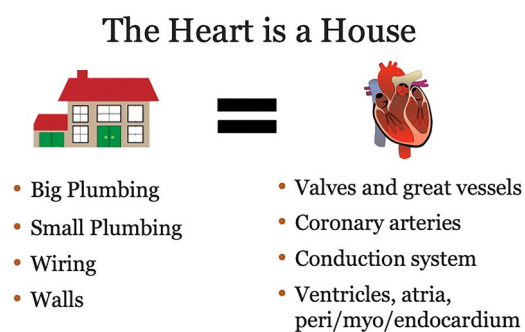 The Heart is a House
• Big Plumbing
• Small Plumbing
• Wiring
• Walls
• Valves and great vessels
• Coronary arteries
• Conduction system
• Ventricles, atria,
peri/myo/endocardium